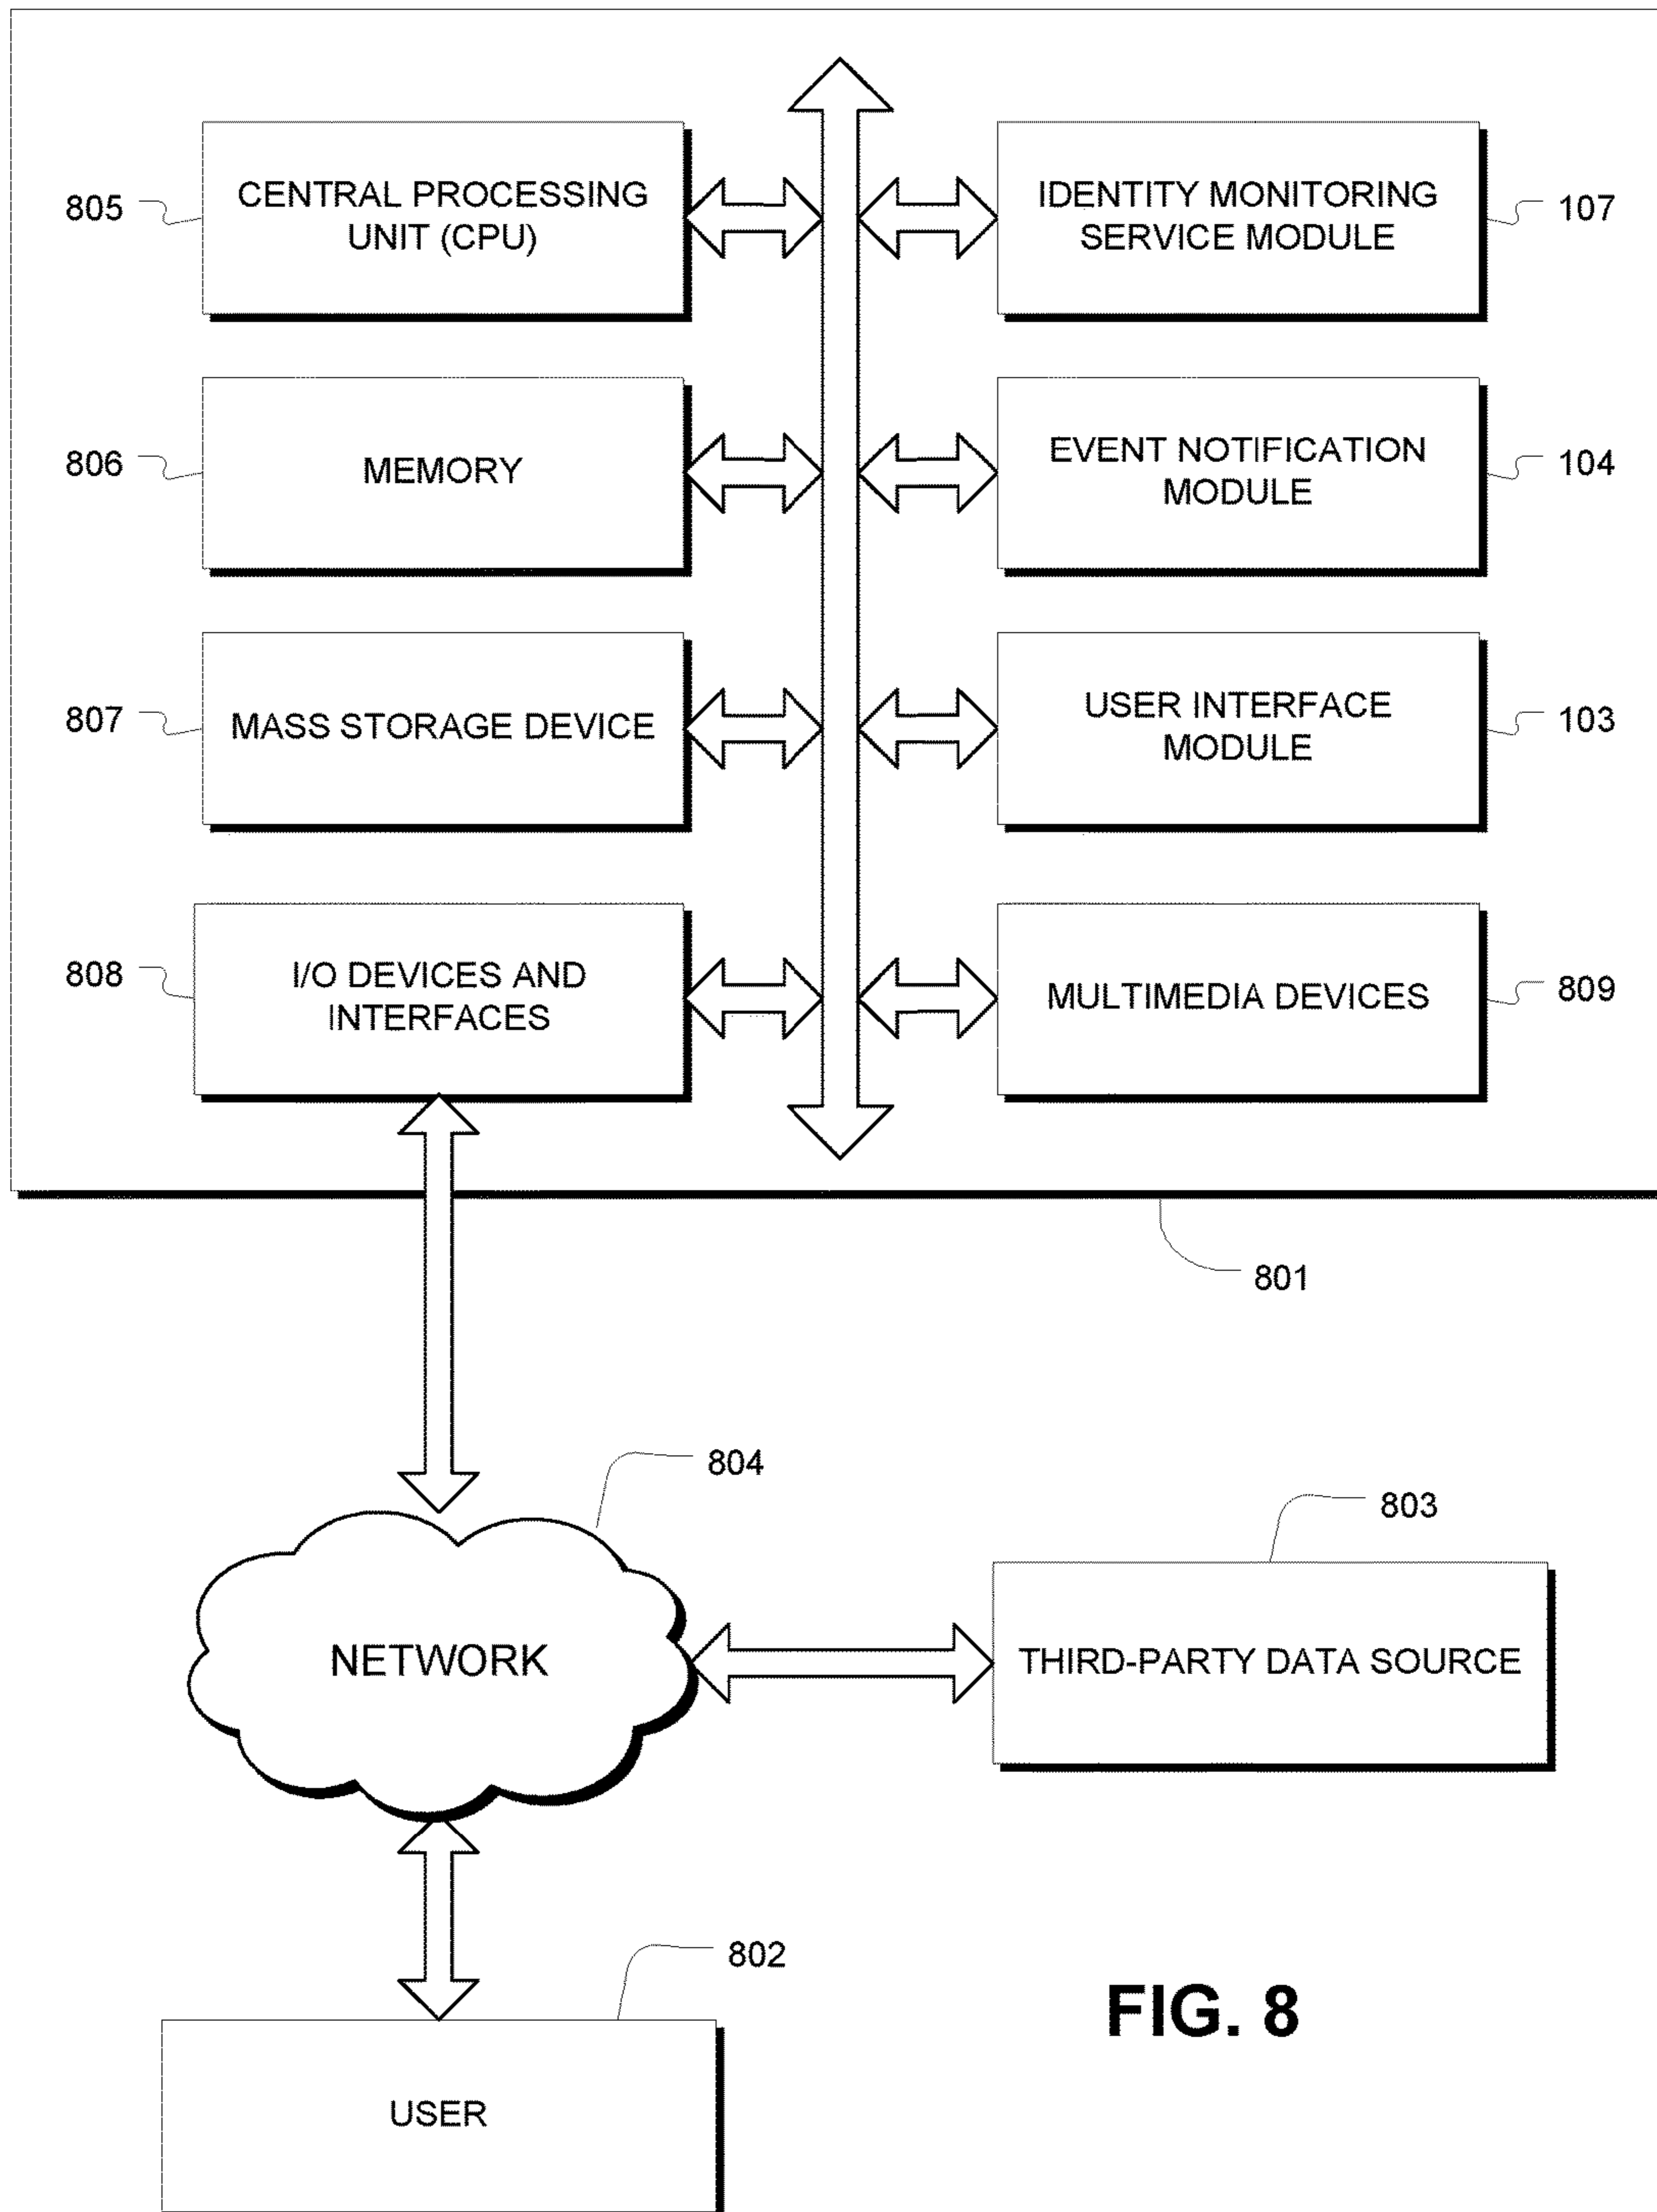 805
CENTRAL PROCESSING
UNIT (CPU)
IDENTITY MONITORING
SERVICE MODULE
107
806
MEMORY
EVENT NOTIFICATION
MODULE
104
807
MASS STORAGE DEVICE
USER INTERFACE
MODULE
103
808
I/O DEVICES AND
INTERFACES
MULTIMEDIA DEVICES
809
801
804
803
NETWORK
THIRD-PARTY DATA SOURCE
802
FIG. 8
USER